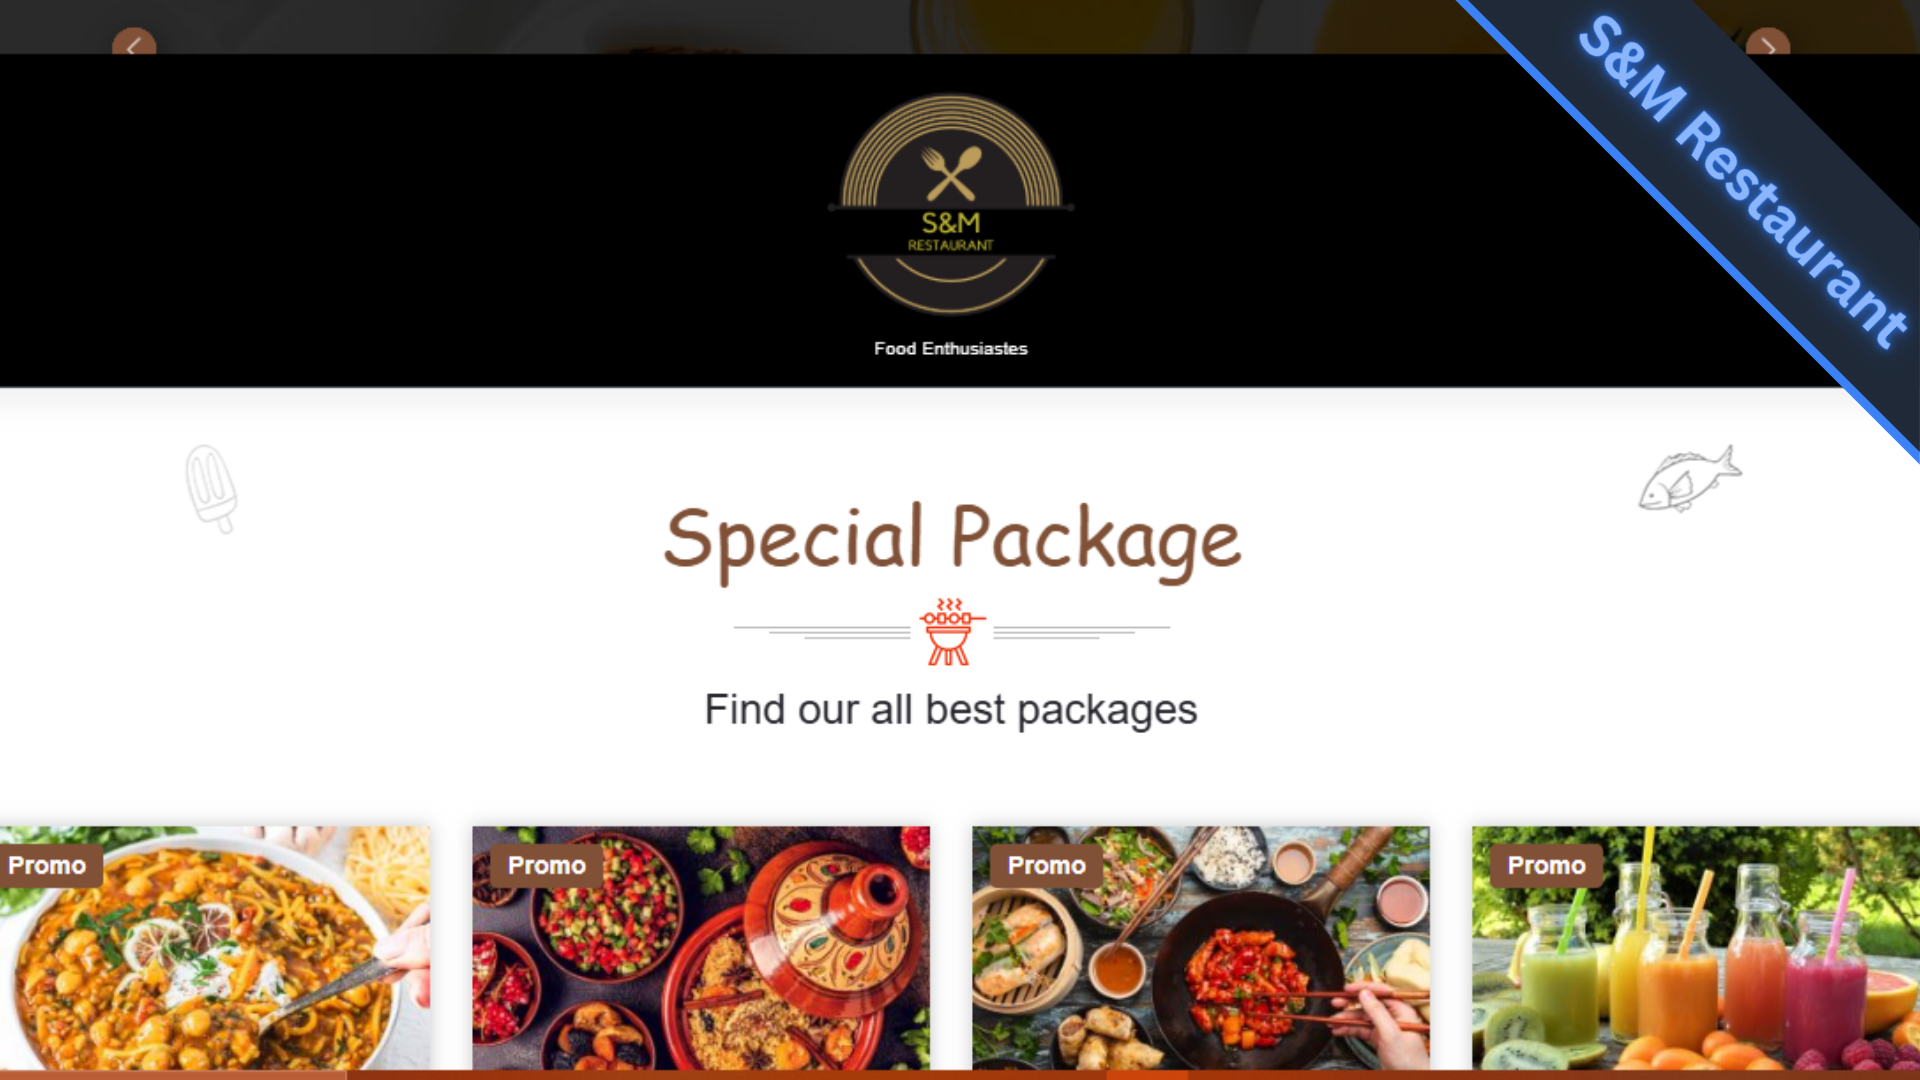 S&M Restaurant
S&M
RESTAURANT
Food Enthusiastes
Special Package
Find our all best packages
Promo
Promo
Promo
Promo